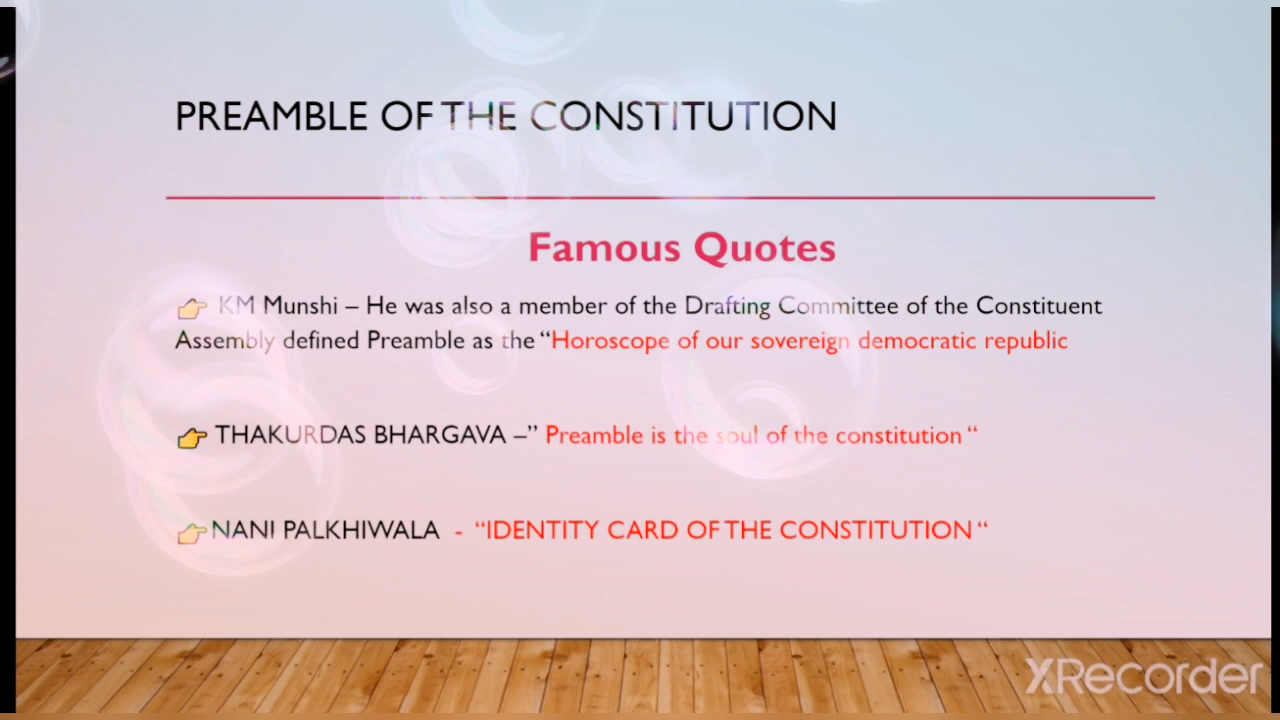 PREAMBLE OF THE CONSTITUTION
Famous Quotes
👉 KM Munshi – He was also a member of the Drafting Committee of the Constituent
Assembly defined Preamble as the “Horoscope of our sovereign democratic republic
👉 THAKURDAS BHARGAVA –” Preamble is the soul of the constitution “
👉NANI PALKHIWALA - “IDENTITY CARD OF THE CONSTITUTION “
XRecorder